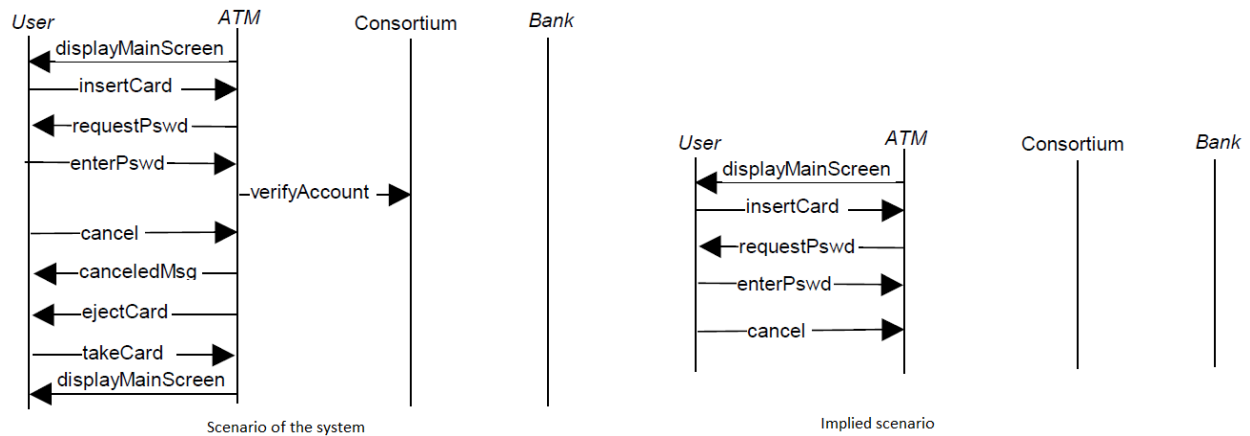 User
ATM
Consortium
Bank
displayMainScreen
insertCard
requestPswd
enterPswd
verifyAccount
cancel
canceledMsg
ejectCard
takeCard
displayMainScreen
Scenario of the system
User
ATM
Consortium
Bank
displayMainScreen
insertCard
requestPswd
enterPswd
cancel
Implied scenario